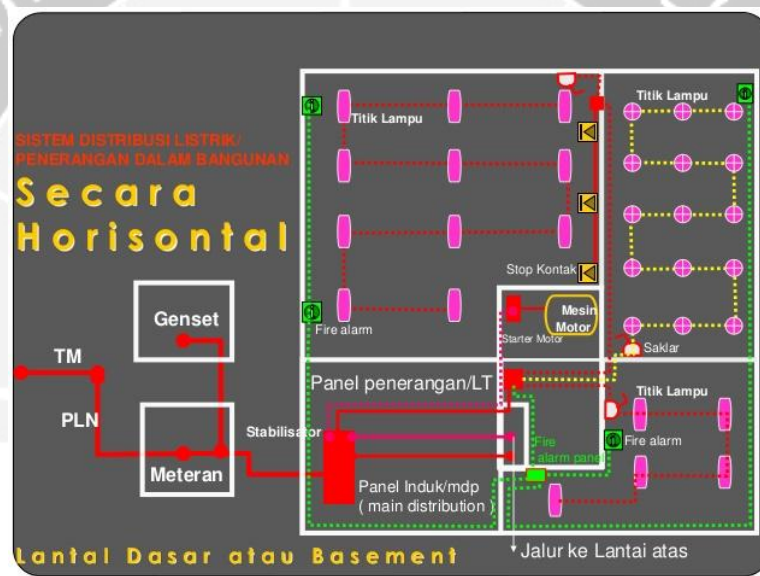 SISTEM DISTRIBUSI LISTRIK/
PENERANGAN DALAM BANGUNAN
Secara
Horisontal
Titik Lampu
Titik Lampu
Stop Kontak
Genset
Fire alarm
Mesin
Motor
Starter Motor
Saklar
TM
Panel penerangan/LT
Titik Lampu
PLN
Stabilisator
Fire
alarm panel
Fire alarm
Meteran
Panel Induk/mdp
( main distribution )
Jalur ke Lantai atas
Lantai Dasar atau Basement